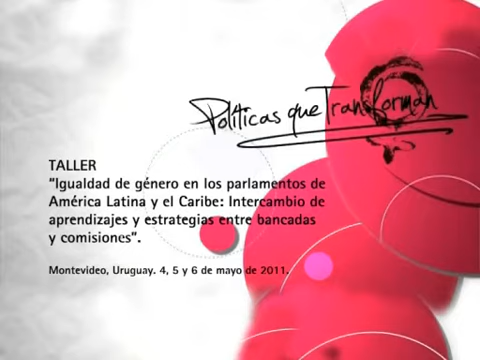 Políticas que Transforman
TALLER
"Igualdad de género en los parlamentos de
América Latina y el Caribe: Intercambio de
aprendizajes y estrategias entre bancadas
y comisiones".
Montevideo, Uruguay. 4, 5 y 6 de mayo de 2011.